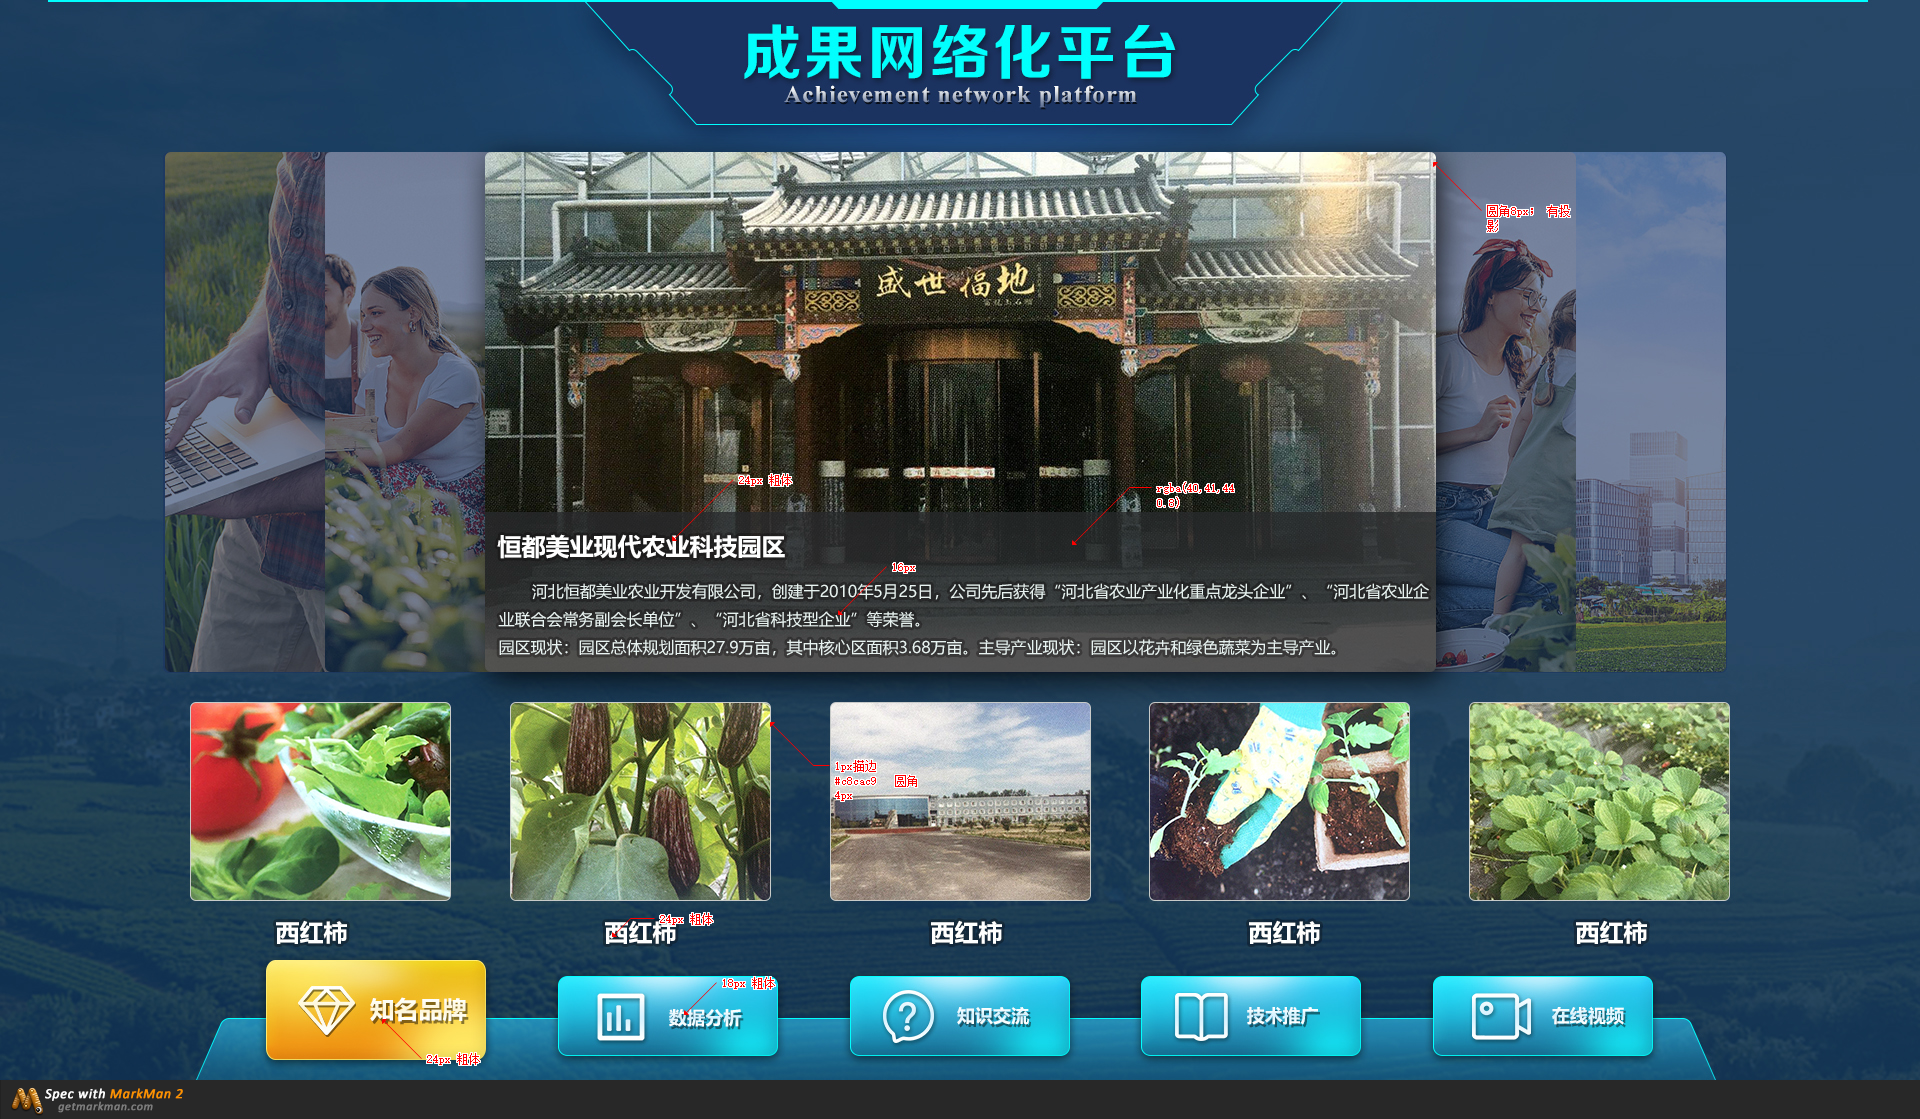 成果网络化平台
Achievement network platform
圆角8px； 有投
影
盛世福地
24px 粗体
rgba(40,41,44
0.8)
恒都美业现代农业科技园区
16px
河北恒都美业农业开发有限公司，创建于2010年5月25日，公司先后获得“河北省农业产业化重点龙头企业”、“河北省农业企
业联合会常务副会长单位”、“河北省科技型企业”等荣誉。
园区现状：园区总体规划面积27.9万亩，其中核心区面积3.68万亩。主导产业现状：园区以花卉和绿色蔬菜为主导产业。
1px描边
#c8cac9 圆角
4px
24px 粗体
西红柿
西红柿
西红柿
西红柿
西红柿
18px 粗体
知名品牌
数据分析
知识交流
技术推广
在线视频
24px 粗体
Spec with MarkMan 2
getmarkman.com